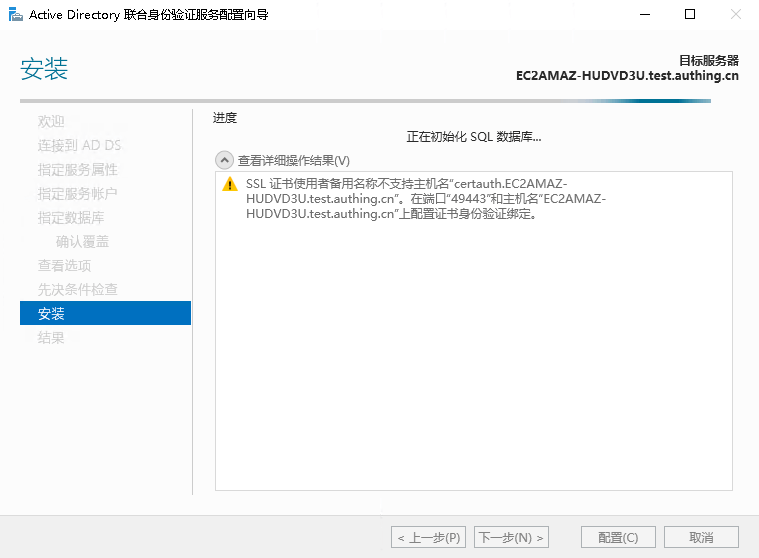 Active Directory 联合身份验证服务配置向导
安装
目标服务器
EC2AMAZ-HUDVD3U.test.authing.cn
欢迎
连接到 AD DS
指定服务属性
指定服务帐户
指定数据库
确认覆盖
查看选项
先决条件检查
安装
结果
进度
正在初始化 SQL 数据库...
查看详细操作结果(V)
SSL 证书使用者备用名称不支持主机名“certauth.EC2AMAZ-
HUDVD3U.test.authing.cn”。在端口“49443”和主机名“EC2AMAZ-
HUDVD3U.test.authing.cn”上配置证书身份验证绑定。
< 上一步(P)
下一步(N) >
配置(C)
取消